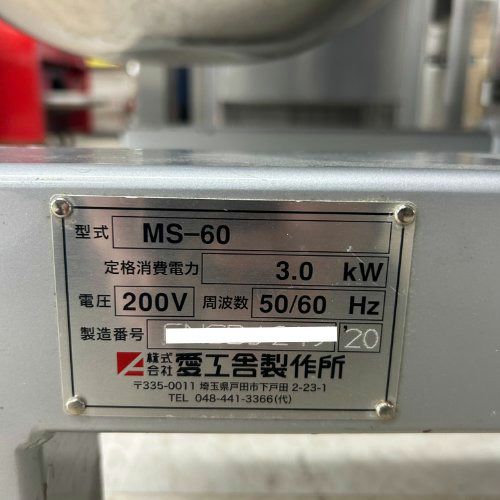 型式 MS-60
定格消費電力 3.0 kW
電圧 200V 周波数 50/60 Hz
製造番号 '20
株式会社 愛工舎製作所
〒335-0011 埼玉県戸田市下戸田 2-23-1
TEL 048-441-3366(代)